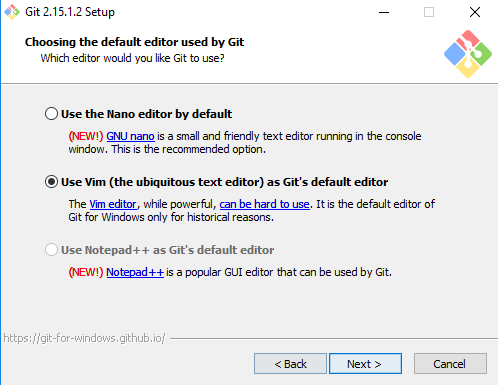 Git 2.15.1.2 Setup
Choosing the default editor used by Git
Which editor would you like Git to use?
Use the Nano editor by default
(NEW!) GNU nano is a small and friendly text editor running in the console
window. This is the recommended option.
Use Vim (the ubiquitous text editor) as Git's default editor
The Vim editor, while powerful, can be hard to use. It is the default editor of
Git for Windows only for historical reasons.
Use Notepad++ as Git's default editor
(NEW!) Notepad++ is a popular GUI editor that can be used by Git.
https://git-for-windows.github.io/
< Back Next > Cancel